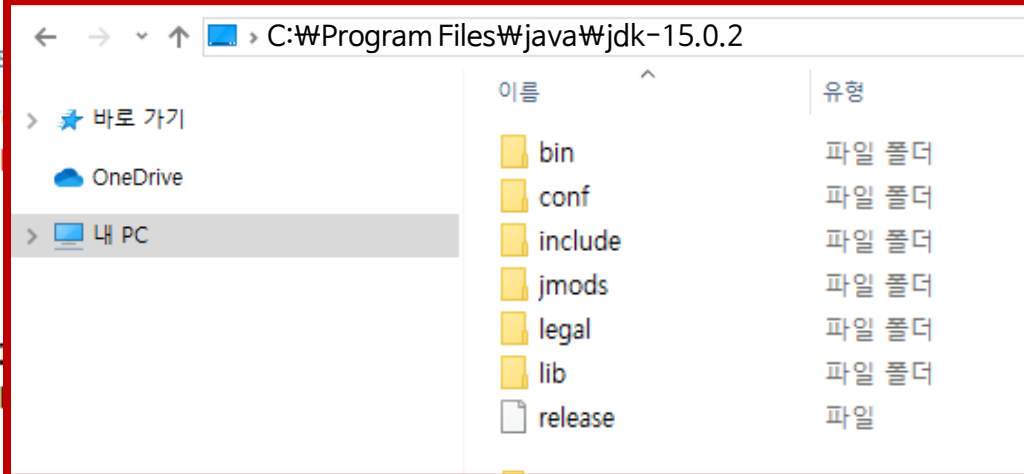 C:₩Program Files₩java₩jdk-15.0.2
이름 유형
바로 가기
OneDrive
내 PC
bin 파일 폴더
conf 파일 폴더
include 파일 폴더
jmods 파일 폴더
legal 파일 폴더
lib 파일 폴더
release 파일